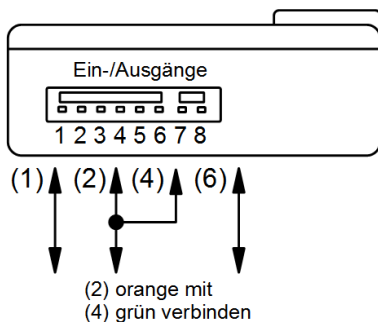 Ein-/Ausgänge
1 2 3 4 5 6 7 8
(1) (2) (4) (6)
(2) orange mit
(4) grün verbinden